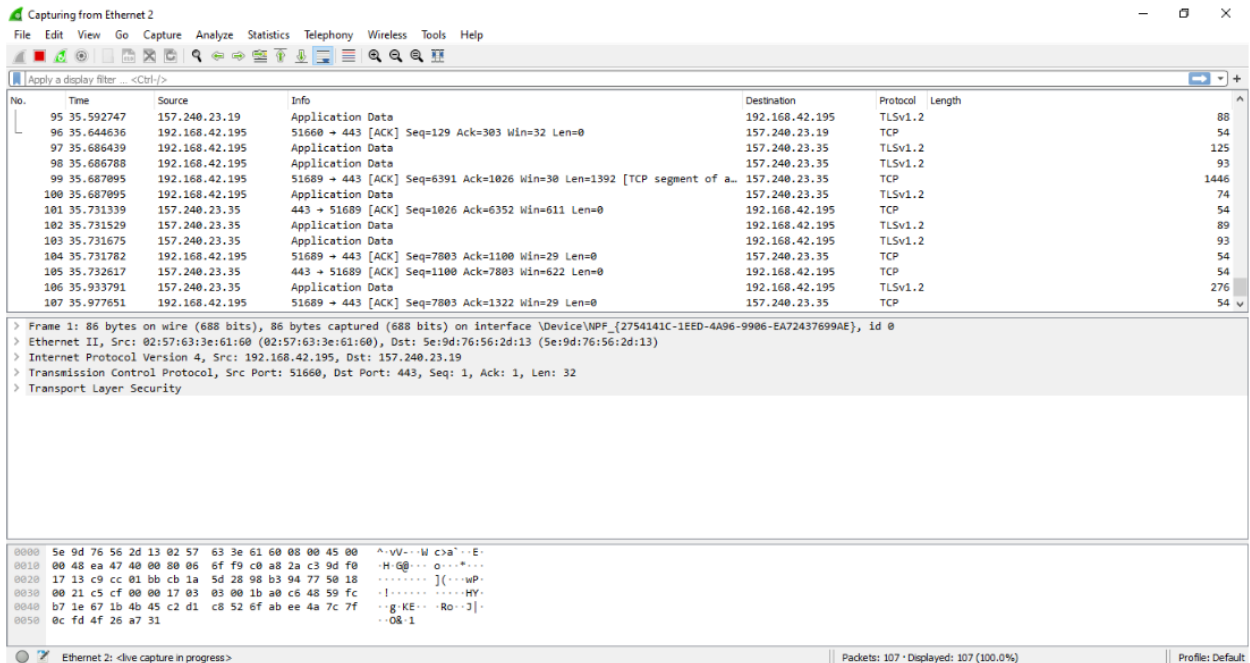 Capturing from Ethernet 2
File Edit View Go Capture Analyze Statistics Telephony Wireless Tools Help
Apply a display filter ... <Ctrl-/>
No. Time Source Info Destination Protocol Length
95 35.592747 157.240.23.19 Application Data 192.168.42.195 TLSv1.2 88
96 35.644636 192.168.42.195 51660 → 443 [ACK] Seq=129 Ack=303 Win=32 Len=0 157.240.23.19 TCP 54
97 35.686439 192.168.42.195 Application Data 157.240.23.35 TLSv1.2 125
98 35.686788 192.168.42.195 Application Data 157.240.23.35 TLSv1.2 93
99 35.687095 192.168.42.195 51689 → 443 [ACK] Seq=6391 Ack=1026 Win=30 Len=1392 [TCP segment of a… 157.240.23.35 TCP 1446
100 35.687095 192.168.42.195 Application Data 157.240.23.35 TLSv1.2 74
101 35.731339 157.240.23.35 443 → 51689 [ACK] Seq=1026 Ack=6352 Win=611 Len=0 192.168.42.195 TCP 54
102 35.731529 157.240.23.35 Application Data 192.168.42.195 TLSv1.2 89
103 35.731675 157.240.23.35 Application Data 192.168.42.195 TLSv1.2 93
104 35.731782 192.168.42.195 51689 → 443 [ACK] Seq=7803 Ack=1100 Win=29 Len=0 157.240.23.35 TCP 54
105 35.732617 157.240.23.35 443 → 51689 [ACK] Seq=1100 Ack=7803 Win=622 Len=0 192.168.42.195 TCP 54
106 35.933791 157.240.23.35 Application Data 192.168.42.195 TLSv1.2 276
107 35.977651 192.168.42.195 51689 → 443 [ACK] Seq=7803 Ack=1322 Win=29 Len=0 157.240.23.35 TCP 54
> Frame 1: 86 bytes on wire (688 bits), 86 bytes captured (688 bits) on interface \Device\NPF_{2754141C-1EED-4A96-9906-EA72437699AE}, id 0
> Ethernet II, Src: 02:57:63:3e:61:60 (02:57:63:3e:61:60), Dst: 5e:9d:76:56:2d:13 (5e:9d:76:56:2d:13)
> Internet Protocol Version 4, Src: 192.168.42.195, Dst: 157.240.23.19
> Transmission Control Protocol, Src Port: 51660, Dst Port: 443, Seq: 1, Ack: 1, Len: 32
> Transport Layer Security
0000 5e 9d 76 56 2d 13 02 57 63 3e 61 60 08 00 45 00 ^·vV-··W c>a`··E·
0010 00 48 ea 47 40 00 80 06 6f f9 c0 a8 2a c3 9d f0 ·H·G@··· o···*···
0020 17 13 c9 cc 01 bb cb 1a 5d 28 98 b3 94 77 50 18 ········ ](···wP·
0030 00 21 c5 cf 00 00 17 03 03 00 1b a0 c6 48 59 fc ·!······ ·····HY·
0040 b7 1e 67 1b 4b 45 c2 d1 c8 52 6f ab ee 4a 7c 7f ··g·KE·· ·Ro··J|·
0050 0c fd 4f 26 a7 31 ··O&·1
Ethernet 2: <live capture in progress> Packets: 107 · Displayed: 107 (100.0%) Profile: Default